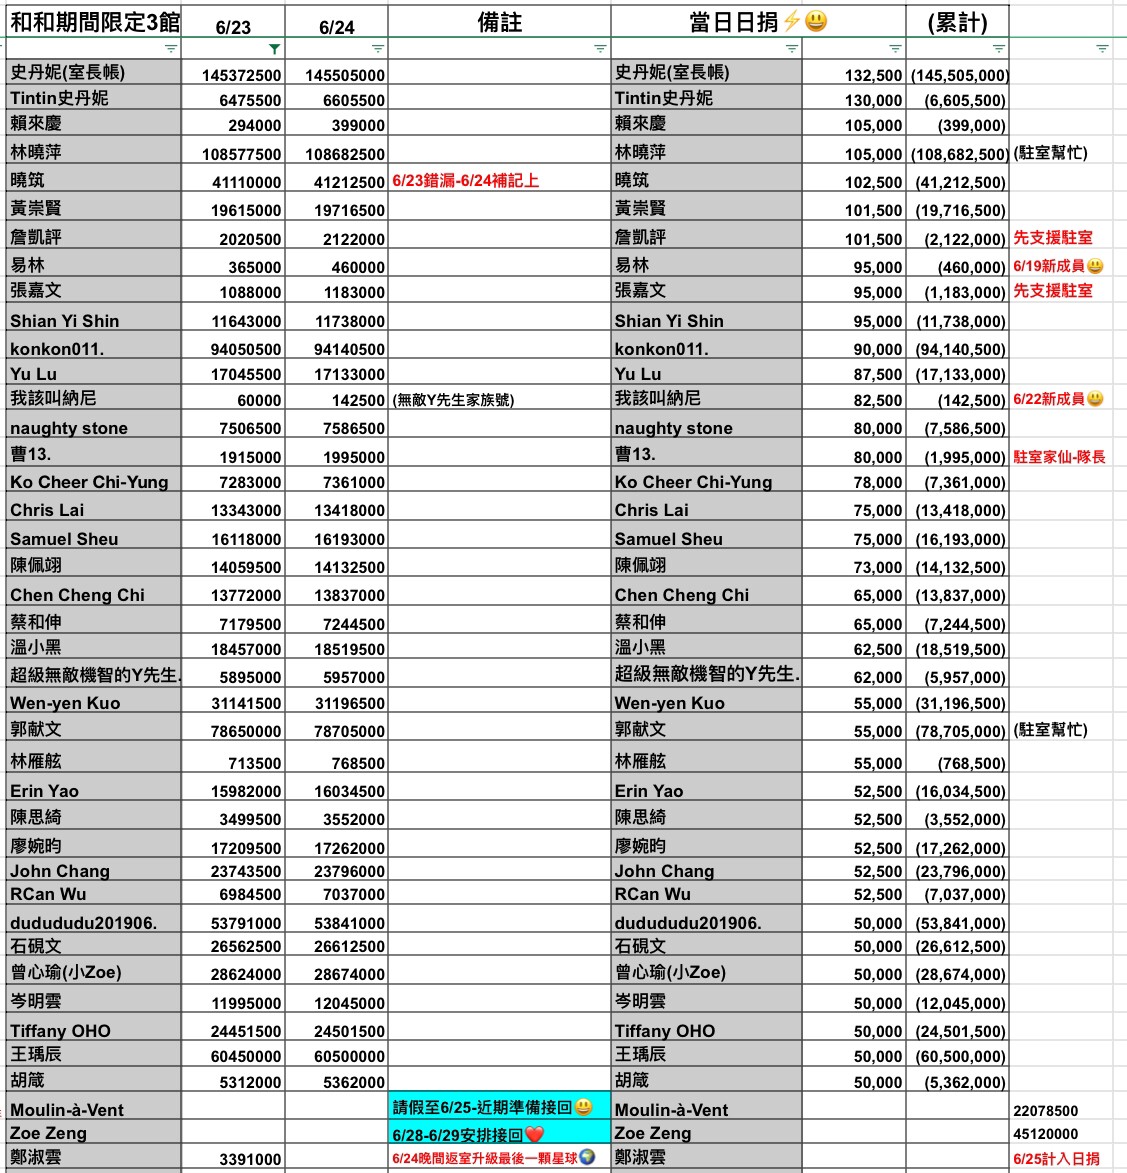 和和期間限定3館 6/23 6/24 備註 當日日捐⚡😃 (累計)
史丹妮(室長帳) 145372500 145505000 史丹妮(室長帳) 132,500 (145,505,000)
Tintin史丹妮 6475500 6605500 Tintin史丹妮 130,000 (6,605,500)
賴來慶 294000 399000 賴來慶 105,000 (399,000)
林曉萍 108577500 108682500 林曉萍 105,000 (108,682,500) (駐室幫忙)
曉筑 41110000 41212500 6/23錯漏-6/24補記上 曉筑 102,500 (41,212,500)
黃崇賢 19615000 19716500 黃崇賢 101,500 (19,716,500)
詹凱評 2020500 2122000 詹凱評 101,500 (2,122,000) 先支援駐室
易林 365000 460000 易林 95,000 (460,000) 6/19新成員😃
張嘉文 1088000 1183000 張嘉文 95,000 (1,183,000) 先支援駐室
Shian Yi Shin 11643000 11738000 Shian Yi Shin 95,000 (11,738,000)
konkon011. 94050500 94140500 konkon011. 90,000 (94,140,500)
Yu Lu 17045500 17133000 Yu Lu 87,500 (17,133,000)
我該叫納尼 60000 142500 (無敵Y先生家族號) 我該叫納尼 82,500 (142,500) 6/22新成員😃
naughty stone 7506500 7586500 naughty stone 80,000 (7,586,500)
曹13. 1915000 1995000 曹13. 80,000 (1,995,000) 駐室家仙-隊長
Ko Cheer Chi-Yung 7283000 7361000 Ko Cheer Chi-Yung 78,000 (7,361,000)
Chris Lai 13343000 13418000 Chris Lai 75,000 (13,418,000)
Samuel Sheu 16118000 16193000 Samuel Sheu 75,000 (16,193,000)
陳佩翊 14059500 14132500 陳佩翊 73,000 (14,132,500)
Chen Cheng Chi 13772000 13837000 Chen Cheng Chi 65,000 (13,837,000)
蔡和伸 7179500 7244500 蔡和伸 65,000 (7,244,500)
溫小黑 18457000 18519500 溫小黑 62,500 (18,519,500)
超級無敵機智的Y先生. 5895000 5957000 超級無敵機智的Y先生. 62,000 (5,957,000)
Wen-yen Kuo 31141500 31196500 Wen-yen Kuo 55,000 (31,196,500)
郭献文 78650000 78705000 郭献文 55,000 (78,705,000) (駐室幫忙)
林雁舷 713500 768500 林雁舷 55,000 (768,500)
Erin Yao 15982000 16034500 Erin Yao 52,500 (16,034,500)
陳思綺 3499500 3552000 陳思綺 52,500 (3,552,000)
廖婉昀 17209500 17262000 廖婉昀 52,500 (17,262,000)
John Chang 23743500 23796000 John Chang 52,500 (23,796,000)
RCan Wu 6984500 7037000 RCan Wu 52,500 (7,037,000)
dudududu201906. 53791000 53841000 dudududu201906. 50,000 (53,841,000)
石硯文 26562500 26612500 石硯文 50,000 (26,612,500)
曾心瑜(小Zoe) 28624000 28674000 曾心瑜(小Zoe) 50,000 (28,674,000)
岑明雲 11995000 12045000 岑明雲 50,000 (12,045,000)
Tiffany OHO 24451500 24501500 Tiffany OHO 50,000 (24,501,500)
王瑀辰 60450000 60500000 王瑀辰 50,000 (60,500,000)
胡箴 5312000 5362000 胡箴 50,000 (5,362,000)
Moulin-à-Vent 請假至6/25-近期準備接回😃 Moulin-à-Vent 22078500
Zoe Zeng 6/28-6/29安排接回❤️ Zoe Zeng 45120000
鄭淑雲 3391000 6/24晚間返室升級最後一顆星球🌍 鄭淑雲 6/25計入日捐